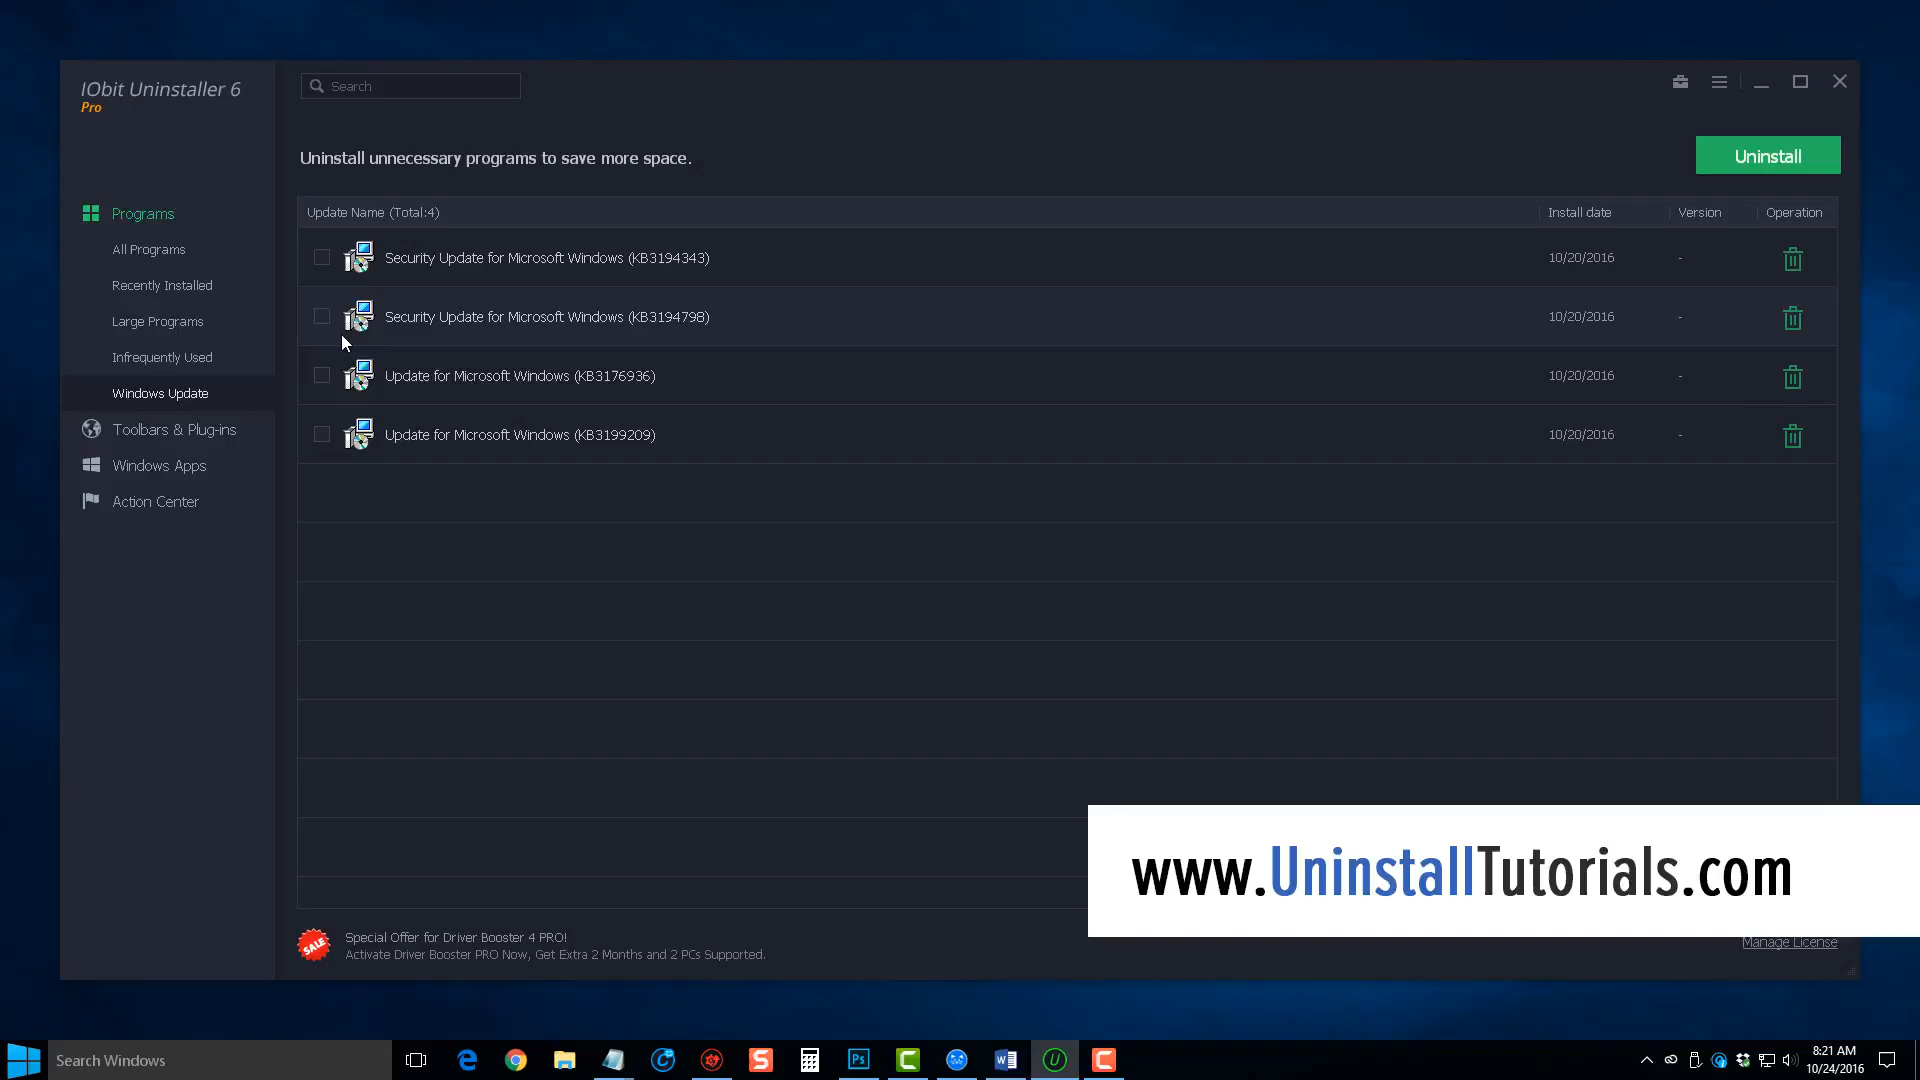 IObit Uninstaller 6
Pro
Search
Uninstall unnecessary programs to save more space.
Uninstall
Programs
All Programs
Recently Installed
Large Programs
Infrequently Used
Windows Update
Toolbars & Plug-ins
Windows Apps
Action Center
Update Name (Total:4) Install date Version Operation
Security Update for Microsoft Windows (KB3194343) 10/20/2016 -
Security Update for Microsoft Windows (KB3194798) 10/20/2016 -
Update for Microsoft Windows (KB3176936) 10/20/2016 -
Update for Microsoft Windows (KB3199209) 10/20/2016 -
www.UninstallTutorials.com
SALE
Special Offer for Driver Booster 4 PRO!
Activate Driver Booster PRO Now, Get Extra 2 Months and 2 PCs Supported.
Manage License
Search Windows
Ps
8:21 AM
10/24/2016